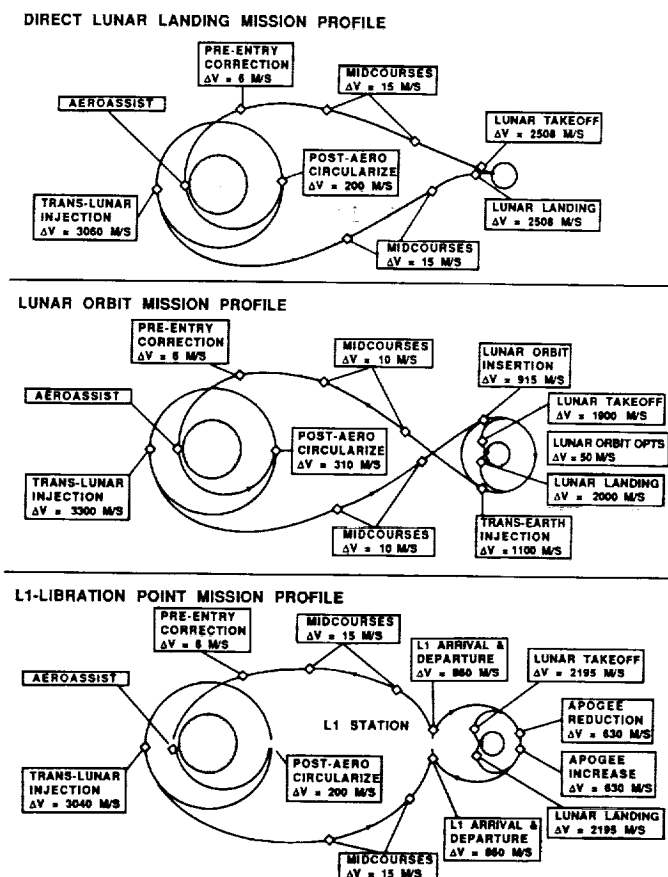 DIRECT LUNAR LANDING MISSION PROFILE
PRE-ENTRY
CORRECTION
ΔV = 6 M/S
MIDCOURSES
ΔV = 15 M/S
AEROASSIST
LUNAR TAKEOFF
ΔV = 2508 M/S
POST-AERO
CIRCULARIZE
ΔV = 200 M/S
TRANS-LUNAR
INJECTION
ΔV = 3060 M/S
LUNAR LANDING
ΔV = 2508 M/S
MIDCOURSES
ΔV = 15 M/S
LUNAR ORBIT MISSION PROFILE
PRE-ENTRY
CORRECTION
ΔV = 6 M/S
MIDCOURSES
ΔV = 10 M/S
LUNAR ORBIT
INSERTION
ΔV = 915 M/S
AEROASSIST
LUNAR TAKEOFF
ΔV = 1900 M/S
POST-AERO
CIRCULARIZE
ΔV = 310 M/S
LUNAR ORBIT OPTS
ΔV = 50 M/S
TRANS-LUNAR
INJECTION
ΔV = 3300 M/S
LUNAR LANDING
ΔV = 2000 M/S
MIDCOURSES
ΔV = 10 M/S
TRANS-EARTH
INJECTION
ΔV = 1100 M/S
L1-LIBRATION POINT MISSION PROFILE
PRE-ENTRY
CORRECTION
ΔV = 6 M/S
MIDCOURSES
ΔV = 15 M/S
L1 ARRIVAL &
DEPARTURE
ΔV = 860 M/S
LUNAR TAKEOFF
ΔV = 2195 M/S
AEROASSIST
APOGEE
REDUCTION
ΔV = 630 M/S
L1 STATION
TRANS-LUNAR
INJECTION
ΔV = 3040 M/S
POST-AERO
CIRCULARIZE
ΔV = 200 M/S
APOGEE
INCREASE
ΔV = 630 M/S
L1 ARRIVAL &
DEPARTURE
ΔV = 860 M/S
LUNAR LANDING
ΔV = 2195 M/S
MIDCOURSES
ΔV = 15 M/S